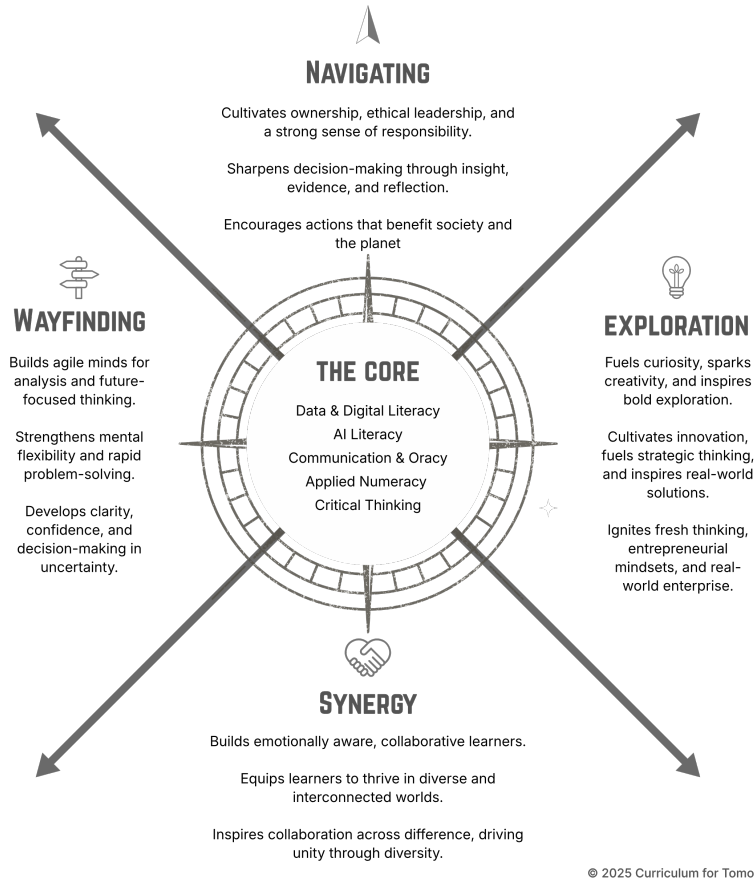 NAVIGATING
Cultivates ownership, ethical leadership, and
a strong sense of responsibility.
Sharpens decision-making through insight,
evidence, and reflection.
Encourages actions that benefit society and
the planet
WAYFINDING
Builds agile minds for
analysis and future-
focused thinking.
Strengthens mental
flexibility and rapid
problem-solving.
Develops clarity,
confidence, and
decision-making in
uncertainty.
THE CORE
Data & Digital Literacy
AI Literacy
Communication & Oracy
Applied Numeracy
Critical Thinking
EXPLORATION
Fuels curiosity, sparks
creativity, and inspires
bold exploration.
Cultivates innovation,
fuels strategic thinking,
and inspires real-world
solutions.
Ignites fresh thinking,
entrepreneurial
mindsets, and real-
world enterprise.
SYNERGY
Builds emotionally aware, collaborative learners.
Equips learners to thrive in diverse and
interconnected worlds.
Inspires collaboration across difference, driving
unity through diversity.
© 2025 Curriculum for Tomo